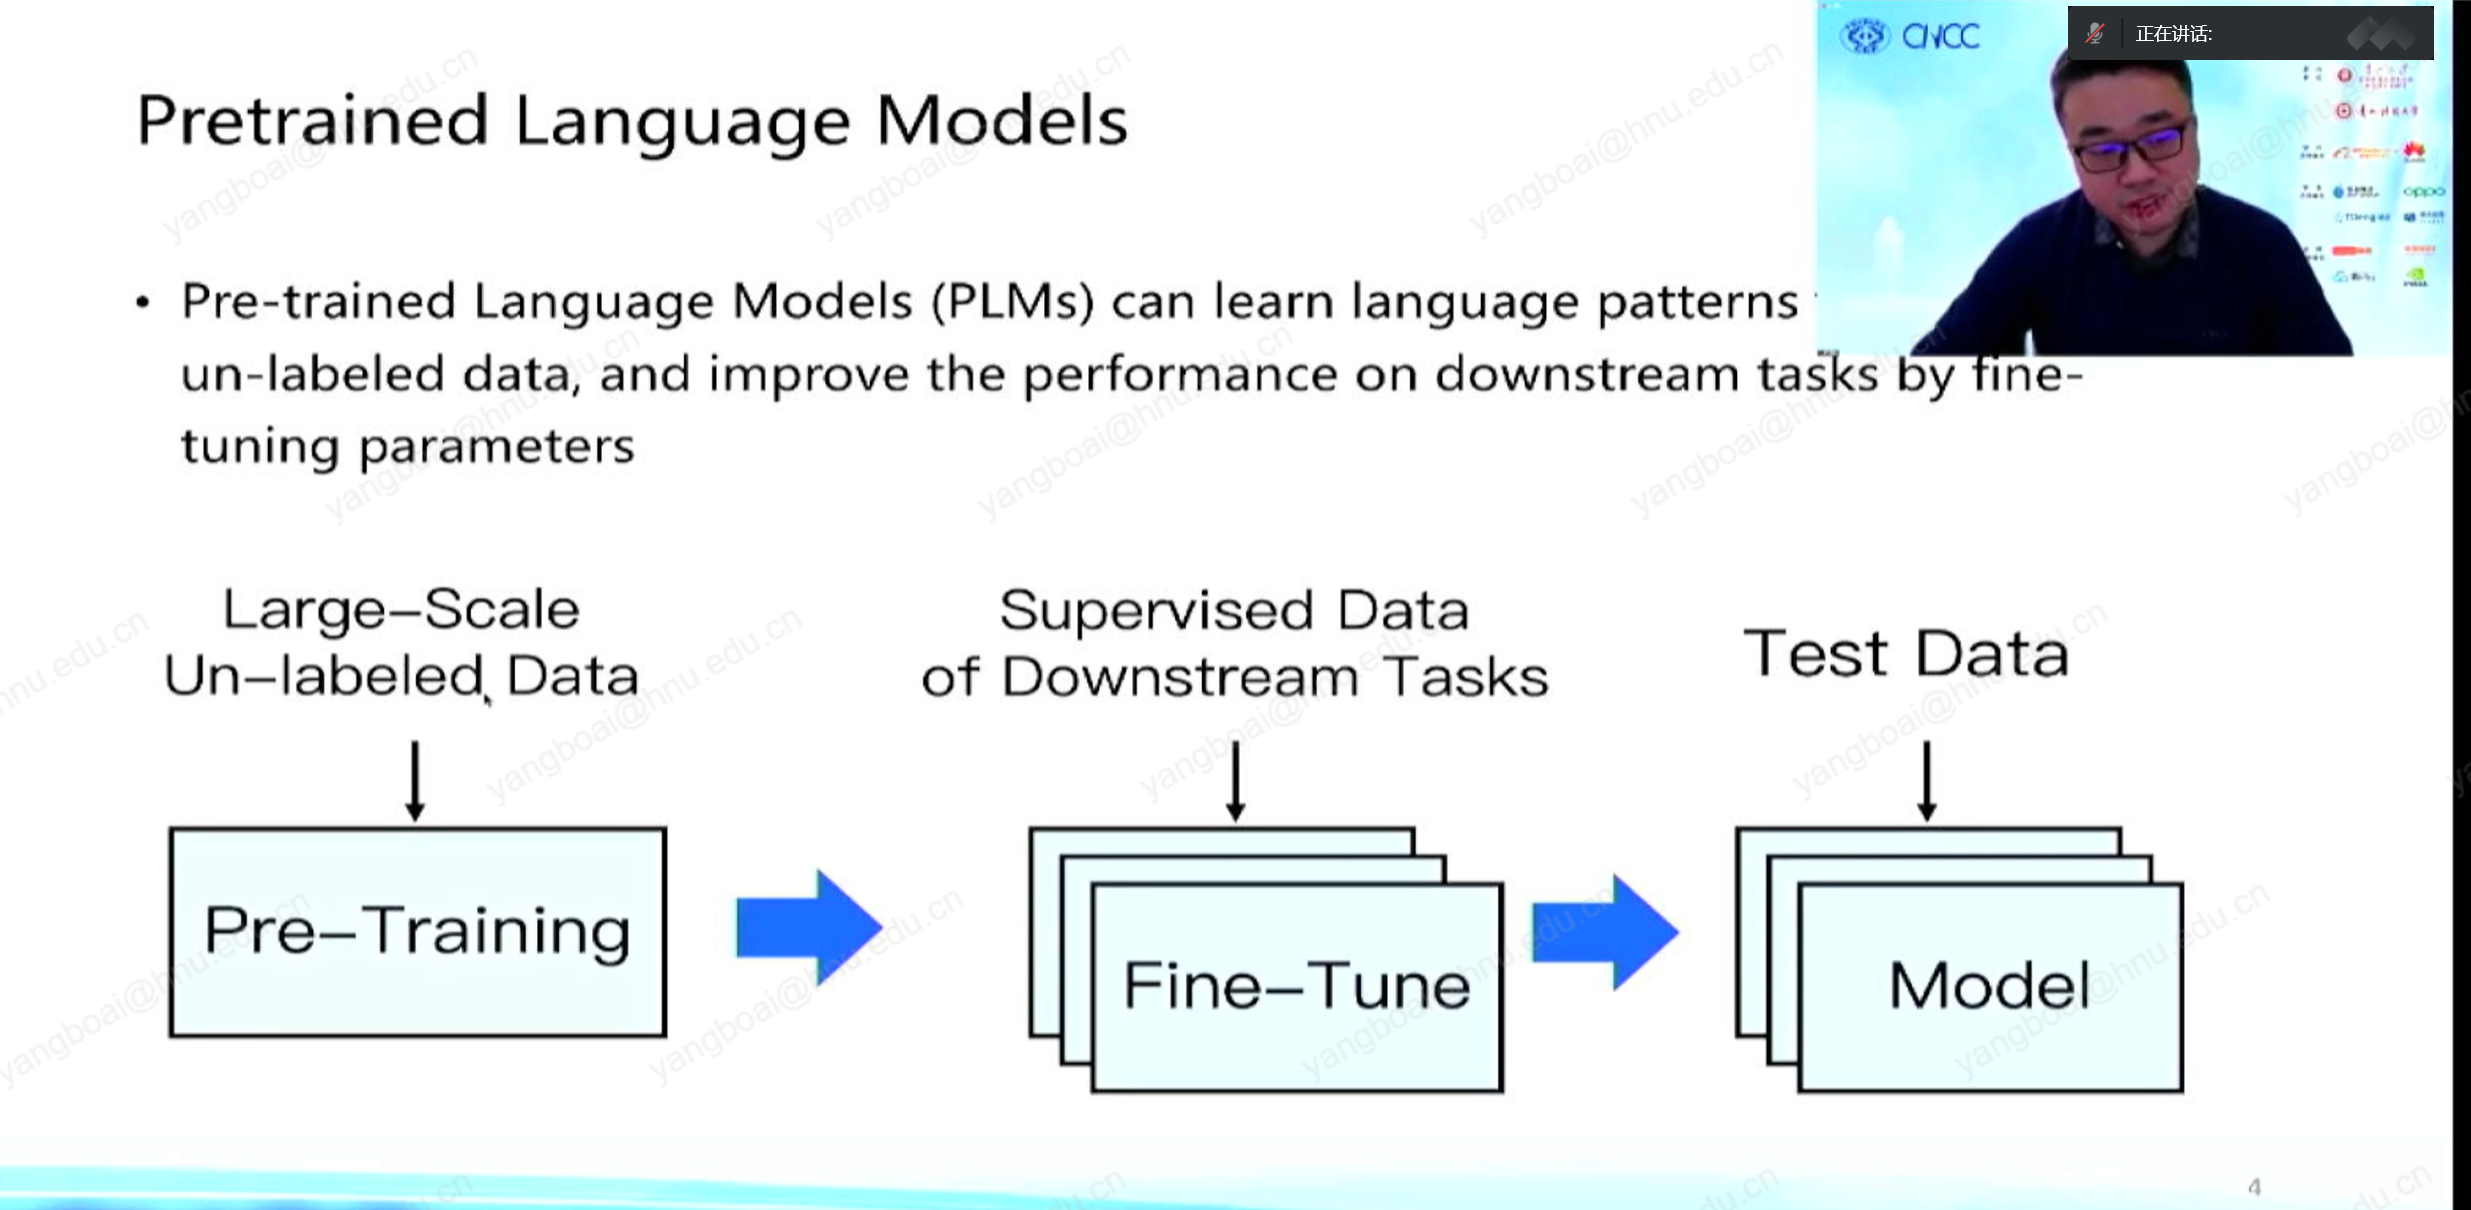 Pretrained Language Models
CNCC
正在讲话:
oppo
• Pre-trained Language Models (PLMs) can learn language patterns
un-labeled data, and improve the performance on downstream tasks by fine-
tuning parameters
Large-Scale
Un-labeled Data
Supervised Data
of Downstream Tasks
Test Data
Pre-Training
Fine-Tune
Model
4
yangboai@hnu.edu.cn